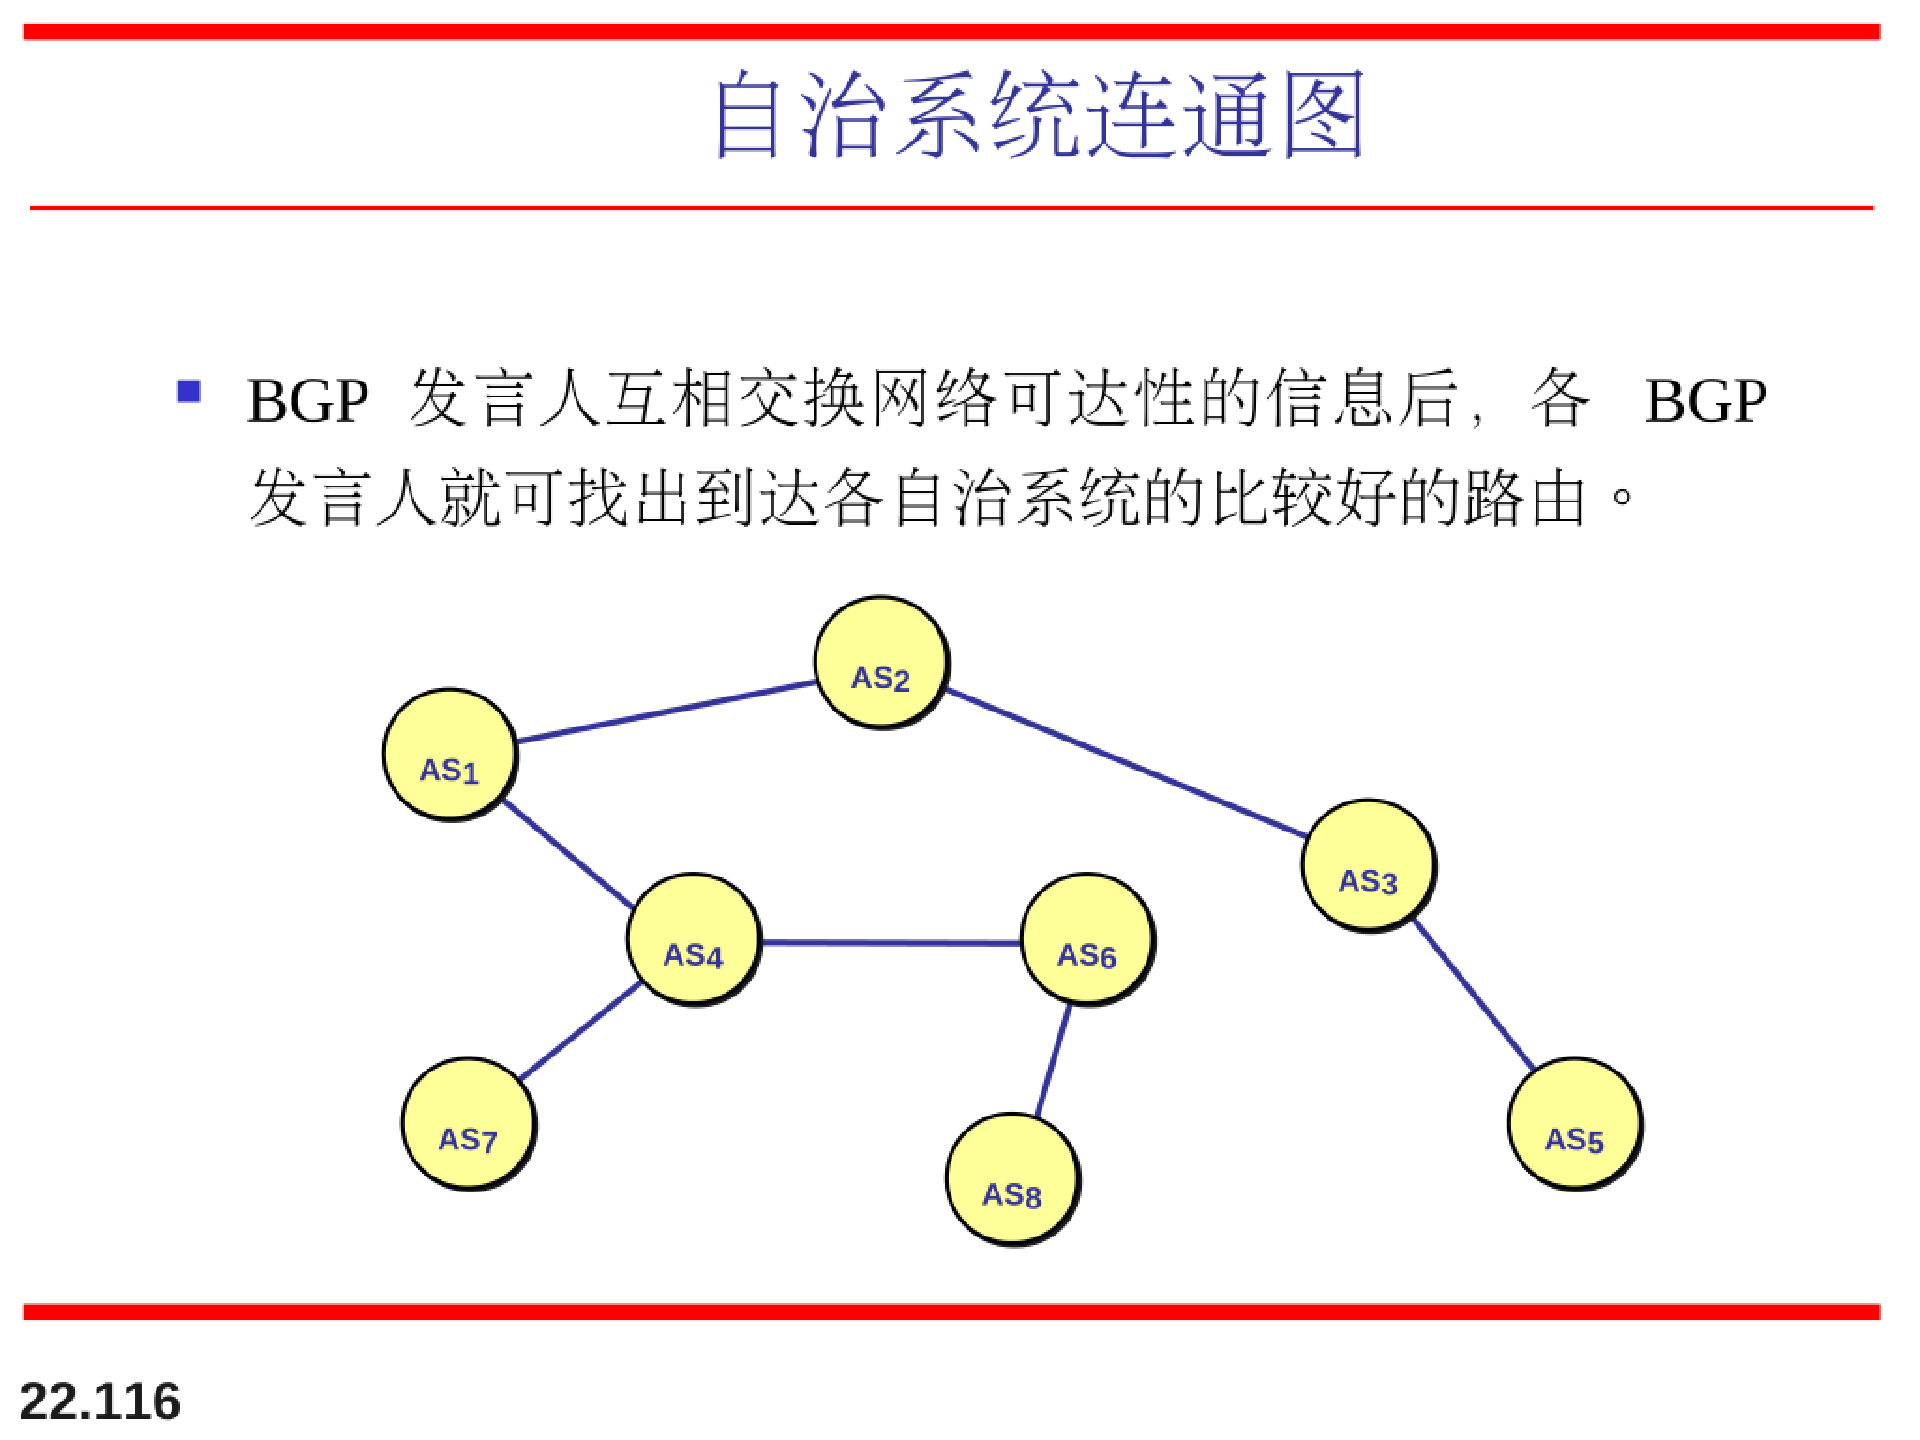 自治系统连通图
BGP 发言人互相交换网络可达性的信息后，各 BGP
发言人就可找出到达各自治系统的比较好的路由。
AS2
AS1
AS3
AS4
AS6
AS7
AS5
AS8
22.116